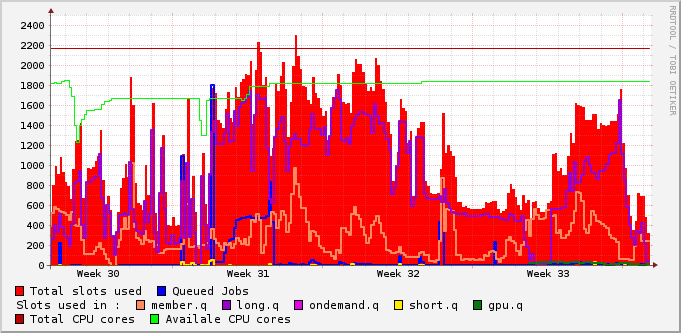 RRDTOOL / TOBI OETIKER
2400
2200
2000
1800
1600
1400
1200
1000
800
600
400
200
0
Week 30 Week 31 Week 32 Week 33
Total slots used Queued Jobs
Slots used in : member.q long.q ondemand.q short.q gpu.q
Total CPU cores Availale CPU cores